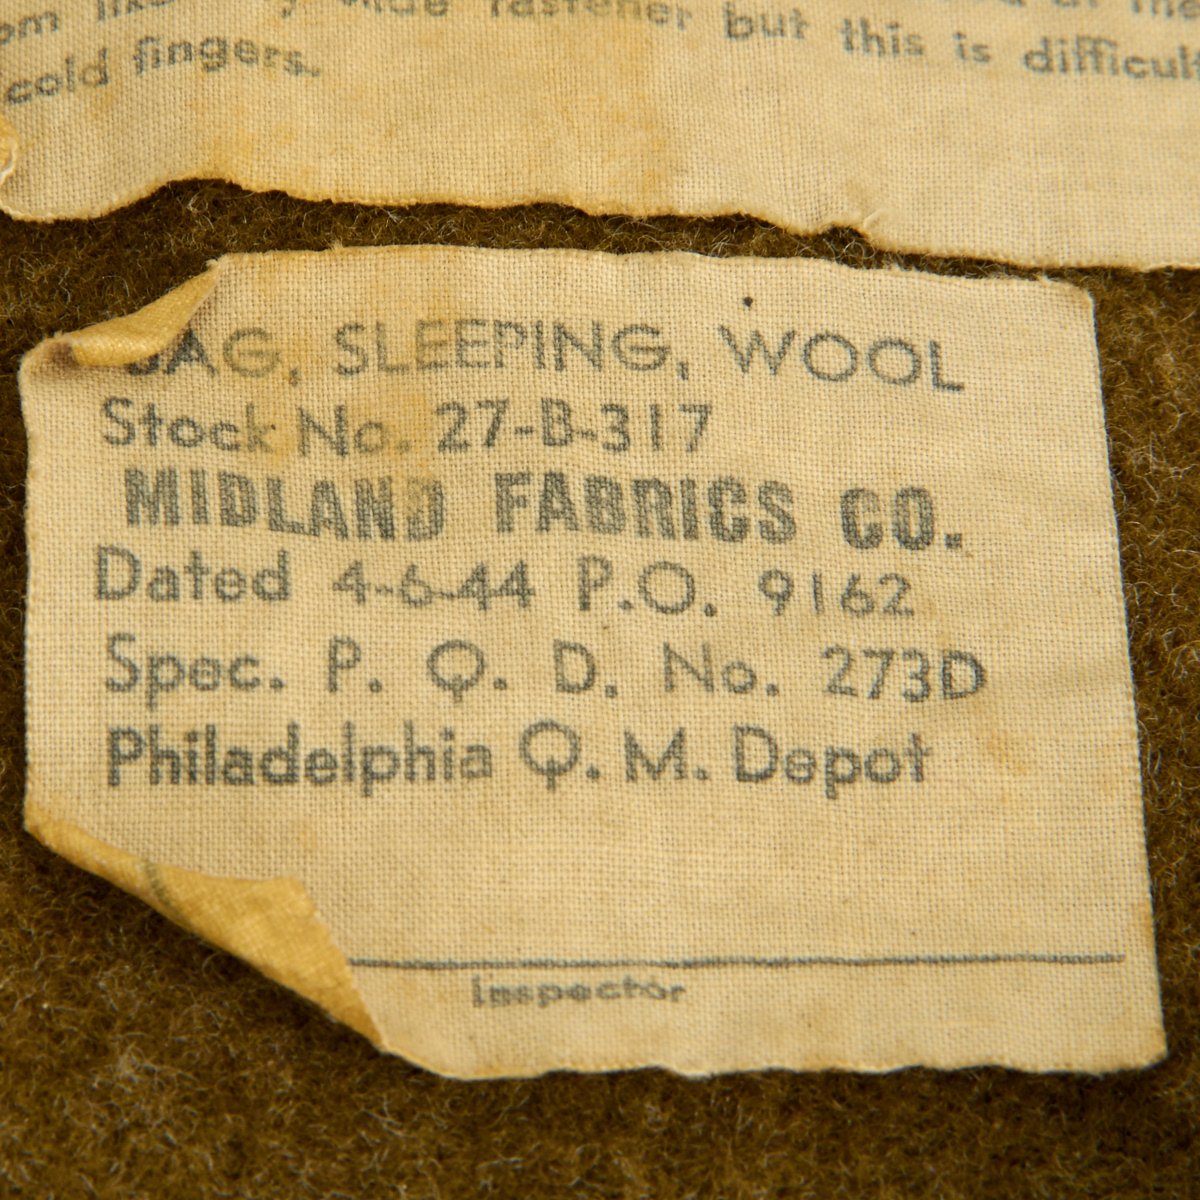 fastener but this is difficult
cold fingers.
BAG, SLEEPING, WOOL
Stock No. 27-B-317
MIDLAND FABRICS CO.
Dated 4-6-44 P.O. 9162
Spec. P. Q. D. No. 273D
Philadelphia Q. M. Depot
Inspector